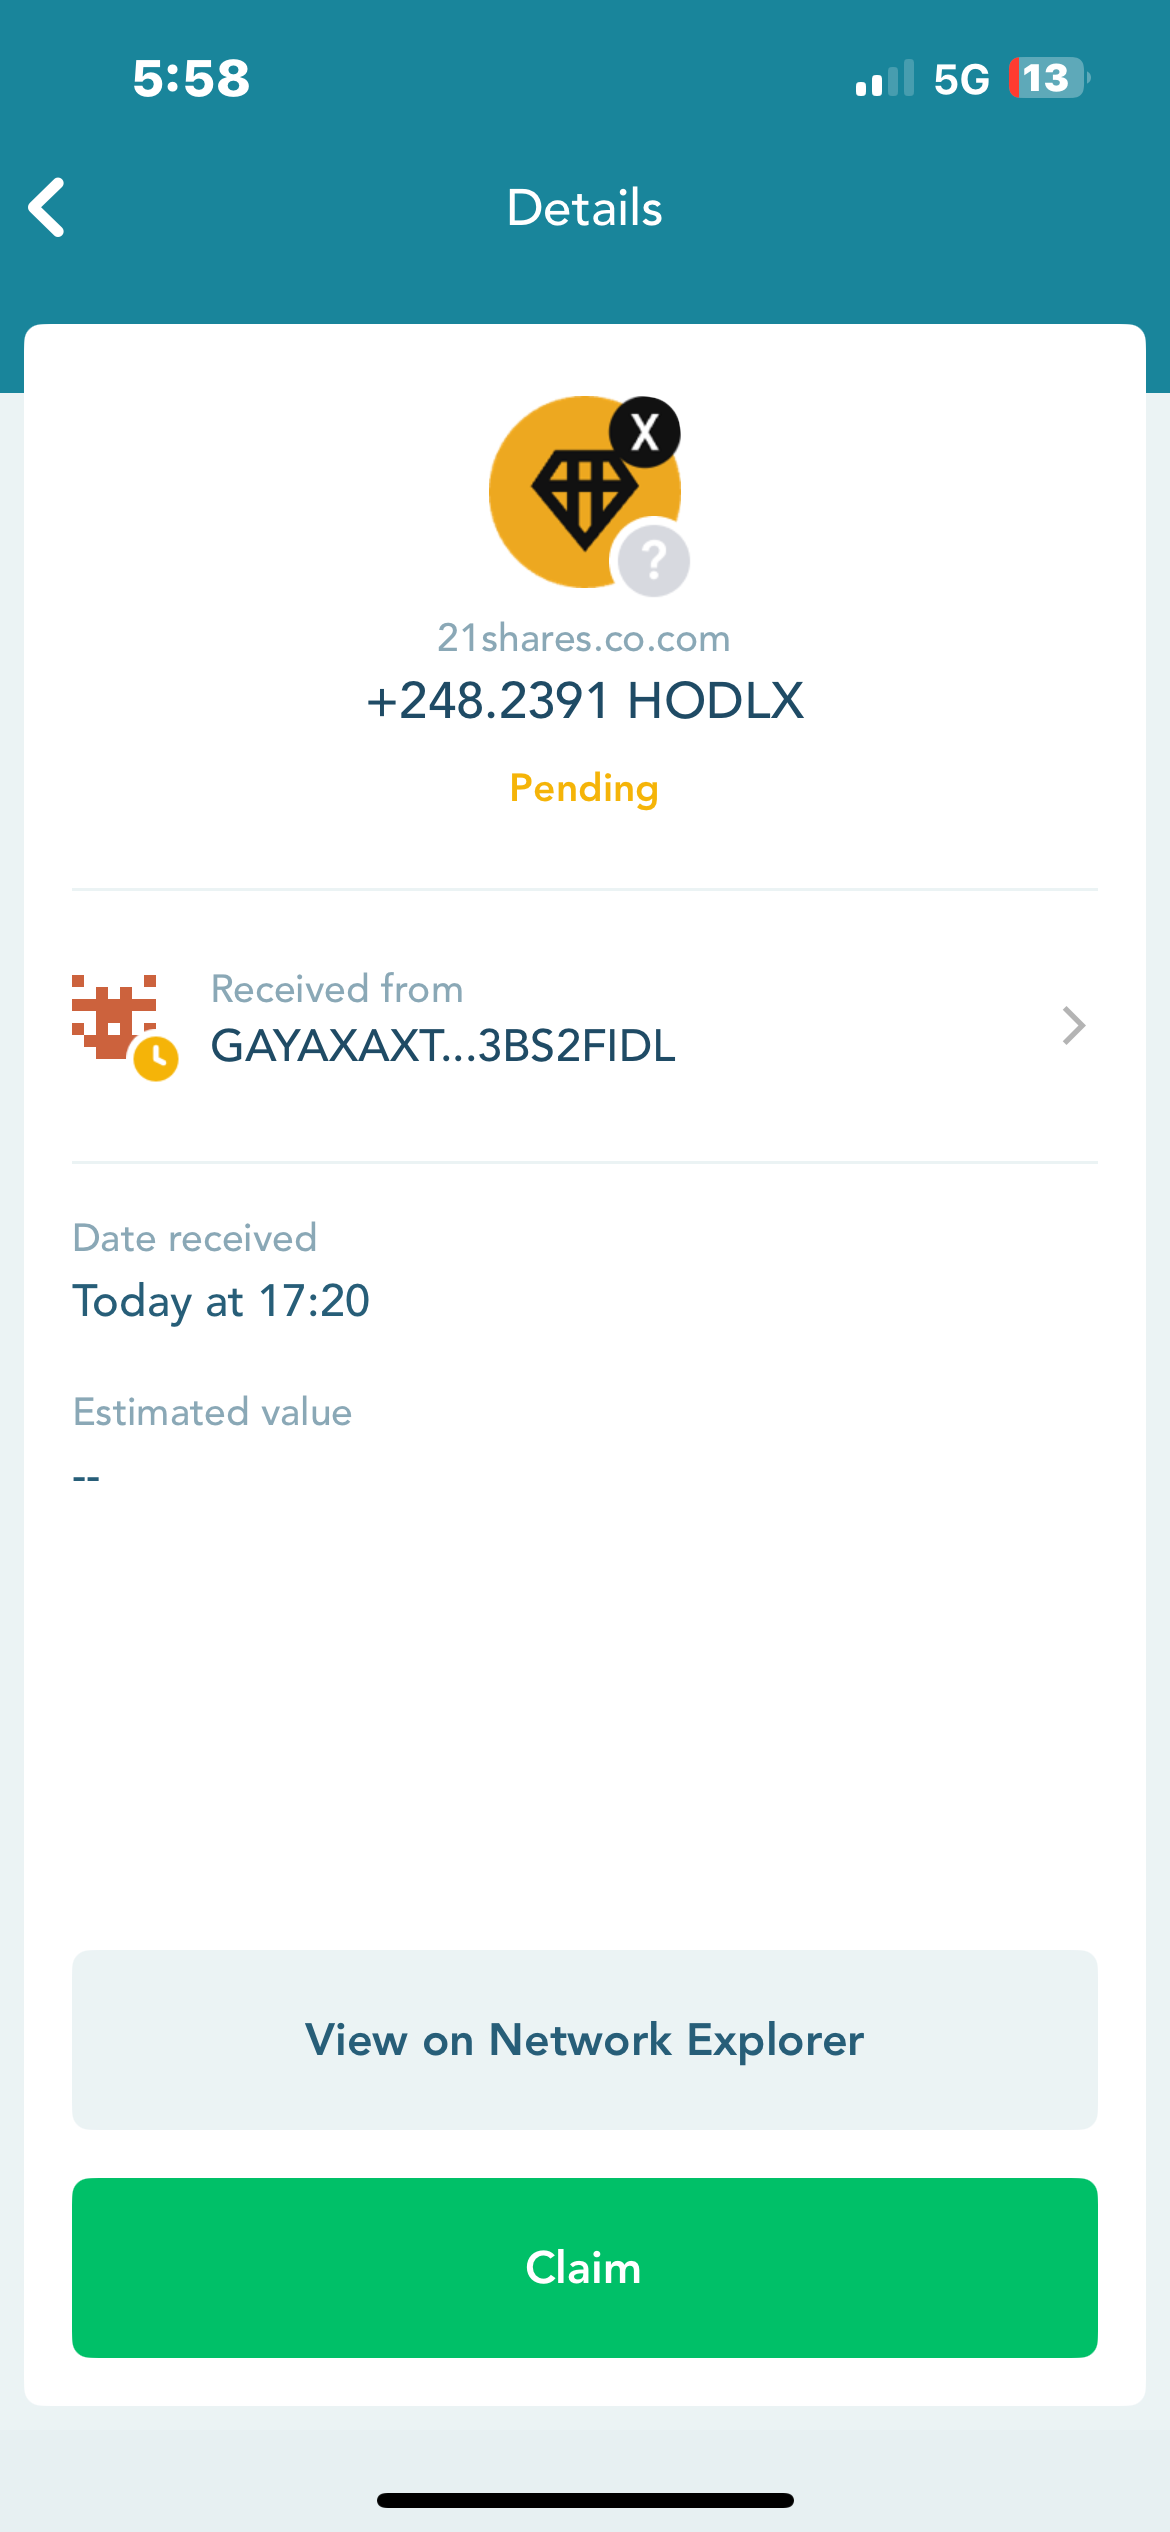 5:58
5G 13
Details
X
?
21shares.co.com
+248.2391 HODLX
Pending
Received from
GAYAXAXT...3BS2FIDL
Date received
Today at 17:20
Estimated value
--
View on Network Explorer
Claim